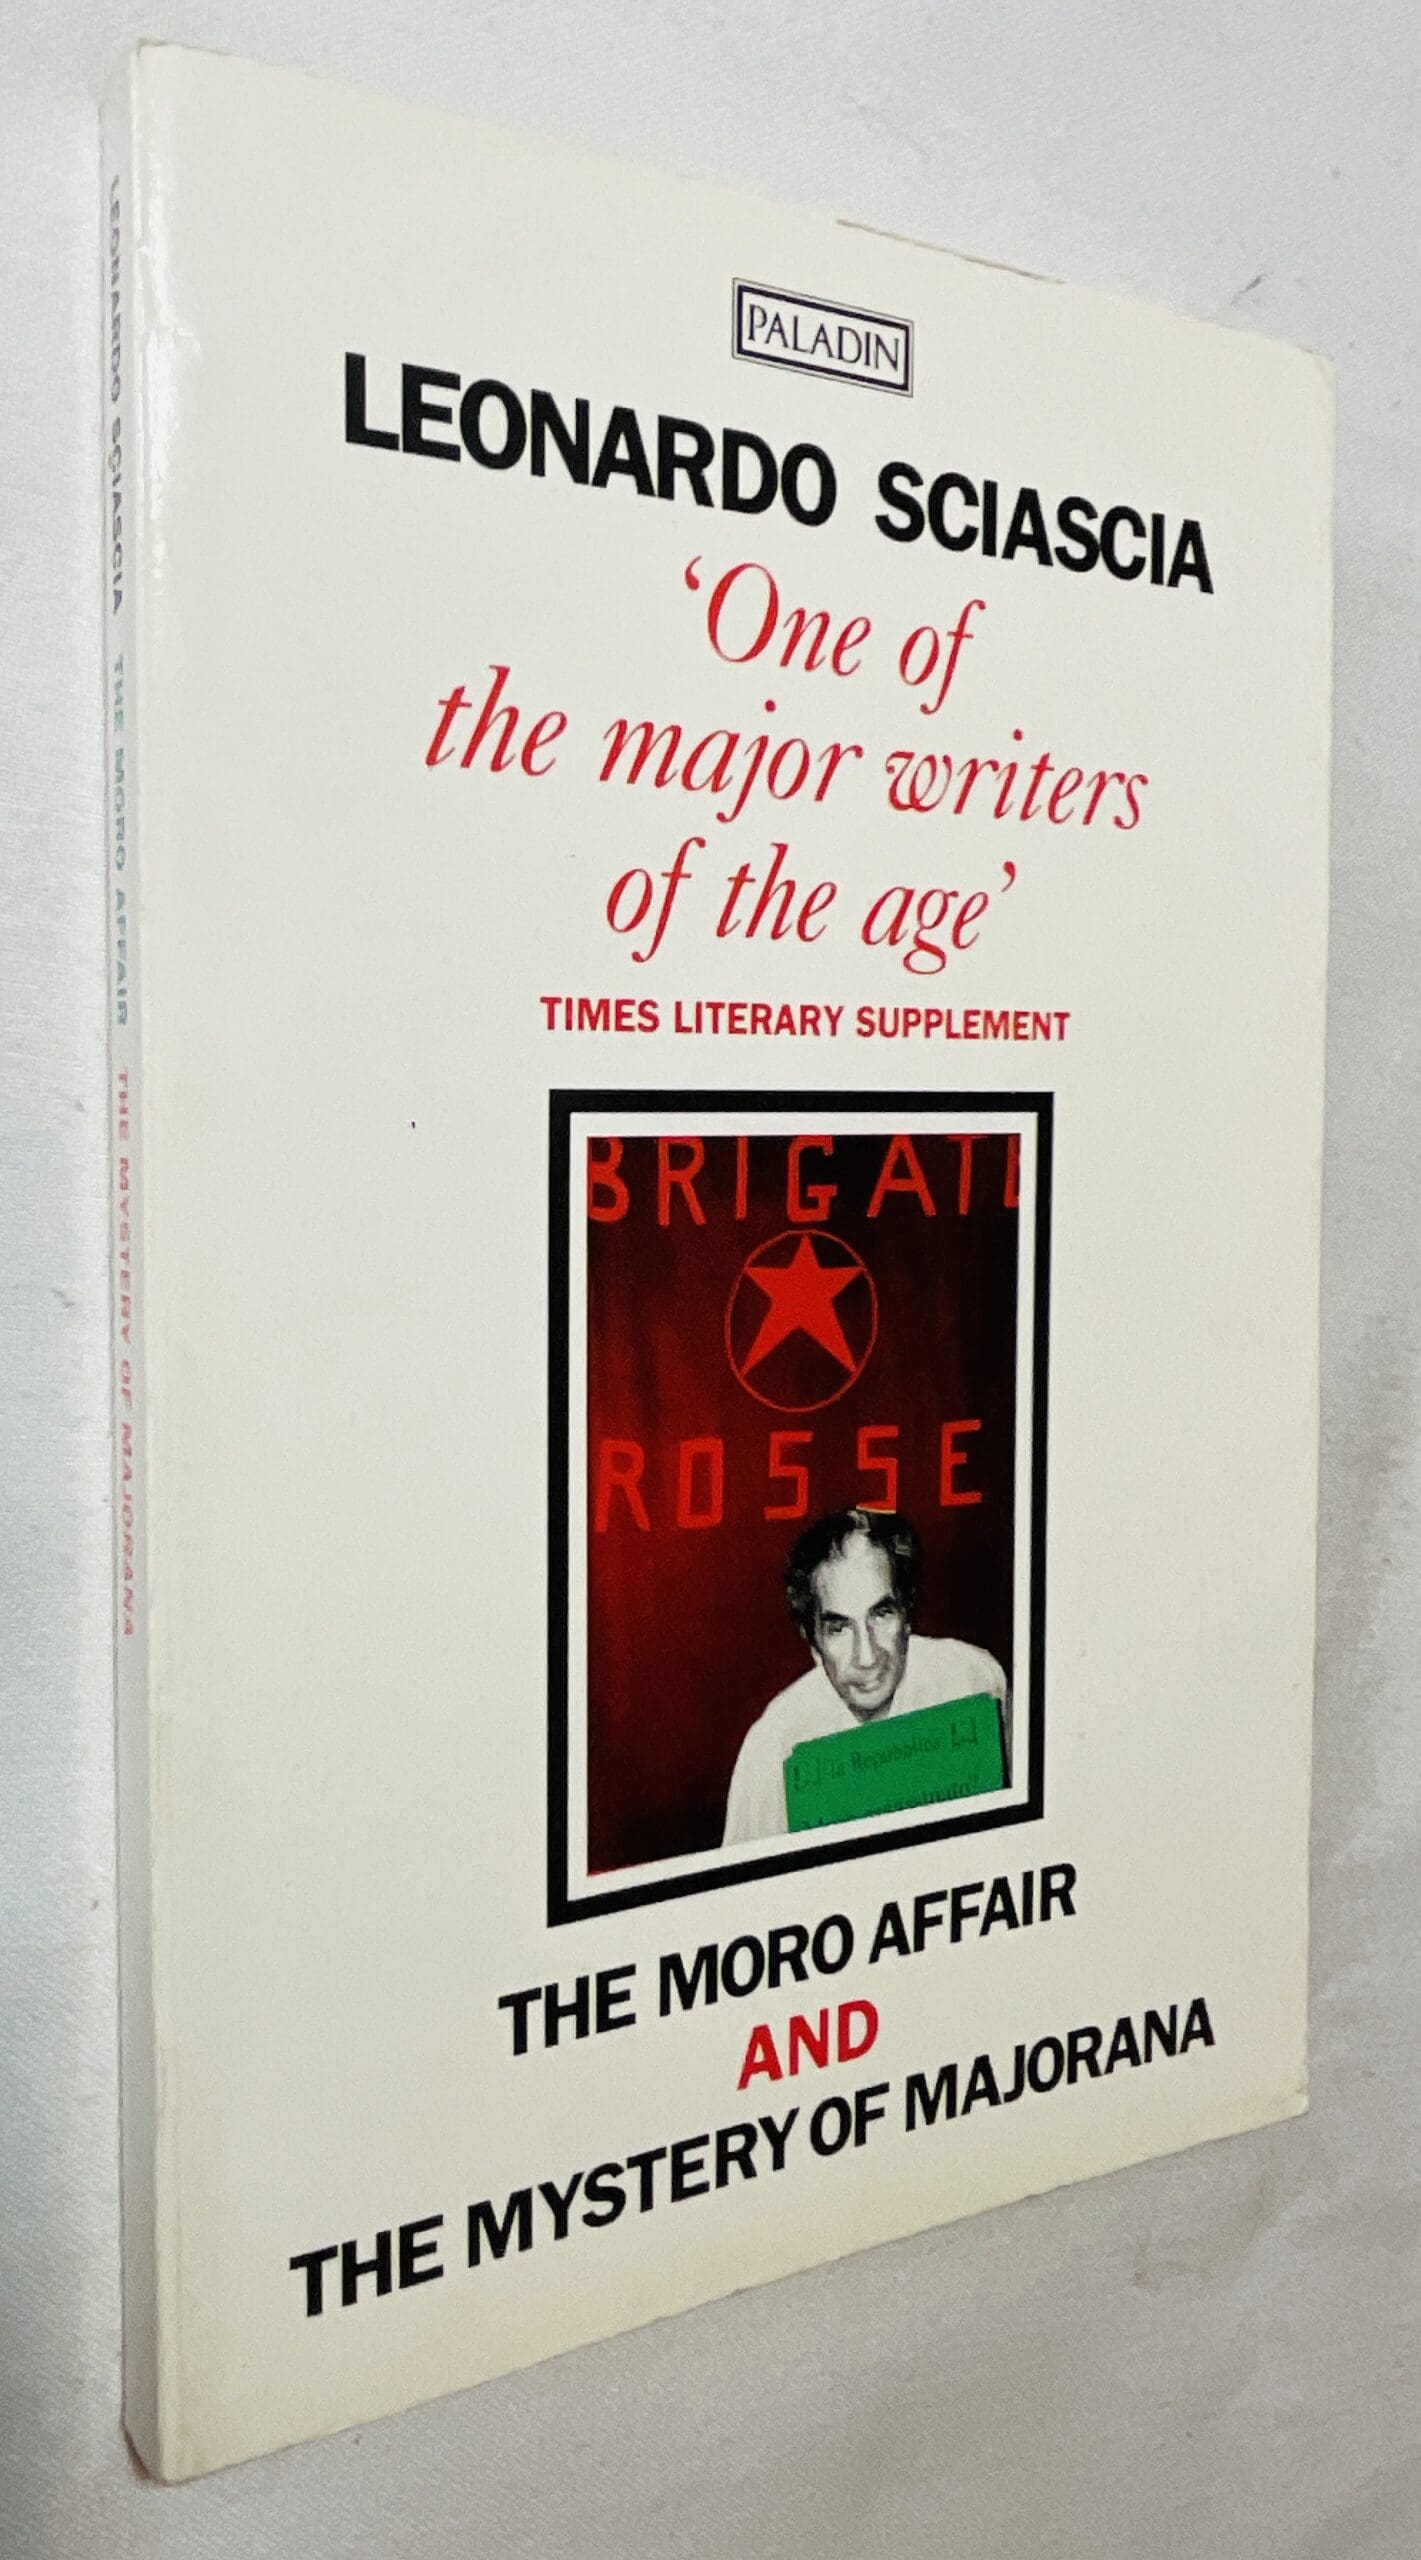 PALADIN
LEONARDO SCIASCIA
‘One of
the major writers
of the age’
TIMES LITERARY SUPPLEMENT
BRIGATE
ROSSE
la Repubblica
assassinato?
THE MORO AFFAIR
AND
THE MYSTERY OF MAJORANA
LEONARDO SCIASCIA THE MORO AFFAIR THE MYSTERY OF MAJORANA